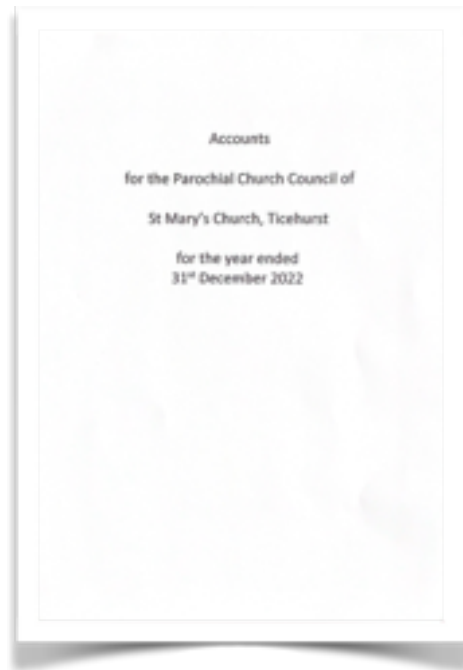 Accounts
for the Parochial Church Council of
St Mary's Church, Ticehurst
for the year ended
31st December 2022